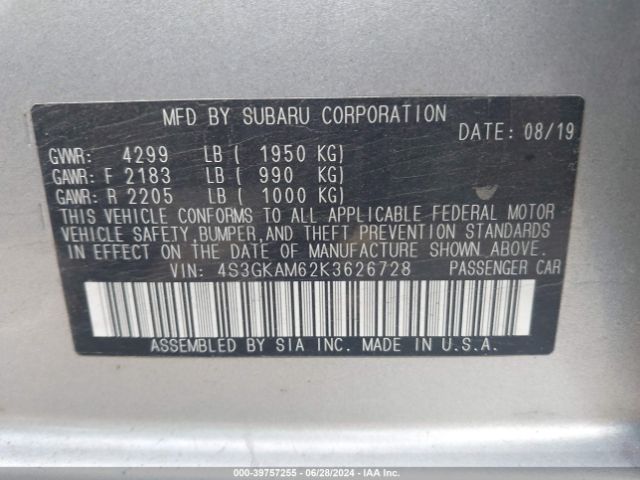 MFD BY SUBARU CORPORATION
DATE: 08/19
GVWR: 4299 LB ( 1950 KG)
GAWR: F 2183 LB ( 990 KG)
GAWR: R 2205 LB ( 1000 KG)
THIS VEHICLE CONFORMS TO ALL APPLICABLE FEDERAL MOTOR
VEHICLE SAFETY, BUMPER, AND THEFT PREVENTION STANDARDS
IN EFFECT ON THE DATE OF MANUFACTURE SHOWN ABOVE.
VIN: 4S3GKAM62K3626728 PASSENGER CAR
ASSEMBLED BY SIA INC. MADE IN U.S.A.
000-39757255 - 06/28/2024 - IAA Inc.